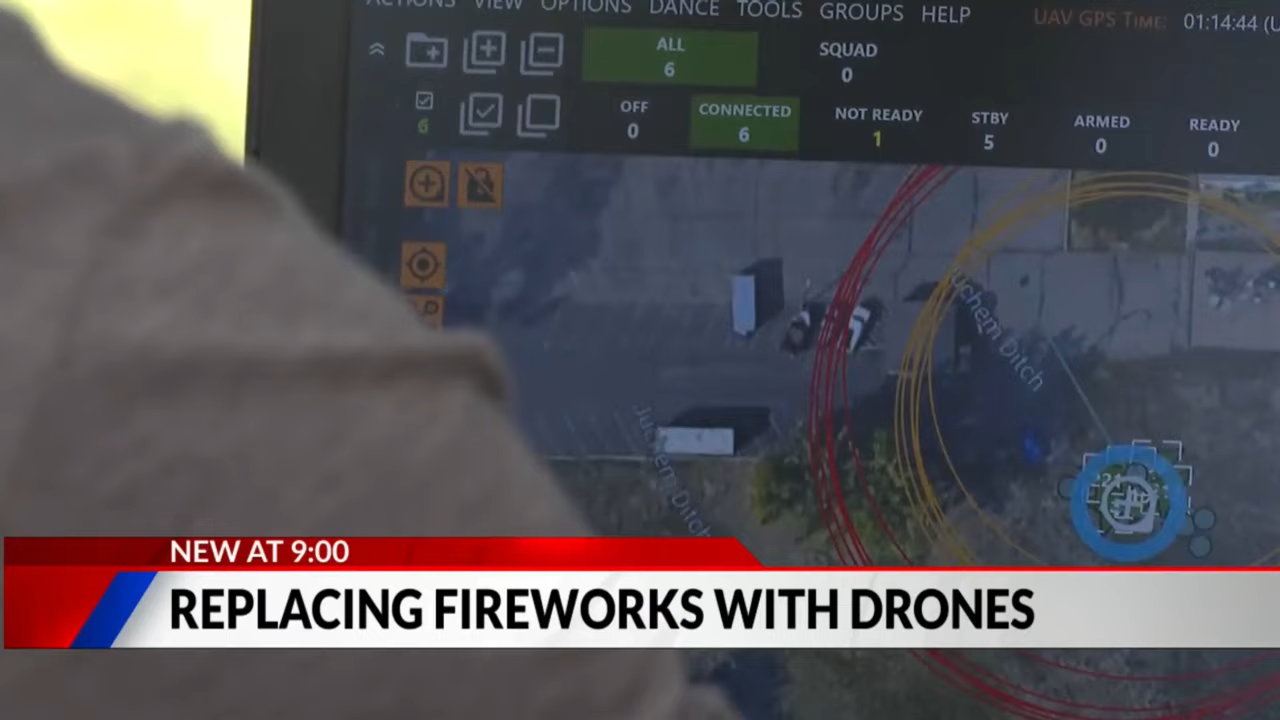 ACTIONS VIEW OPTIONS DANCE TOOLS GROUPS HELP UAV GPS TIME: 01:14:44 (U
ALL
6
SQUAD
0
6
OFF
0
CONNECTED
6
NOT READY
1
STBY
5
ARMED
0
READY
0
Juchem Ditch
Juchem Ditch
NEW AT 9:00
REPLACING FIREWORKS WITH DRONES